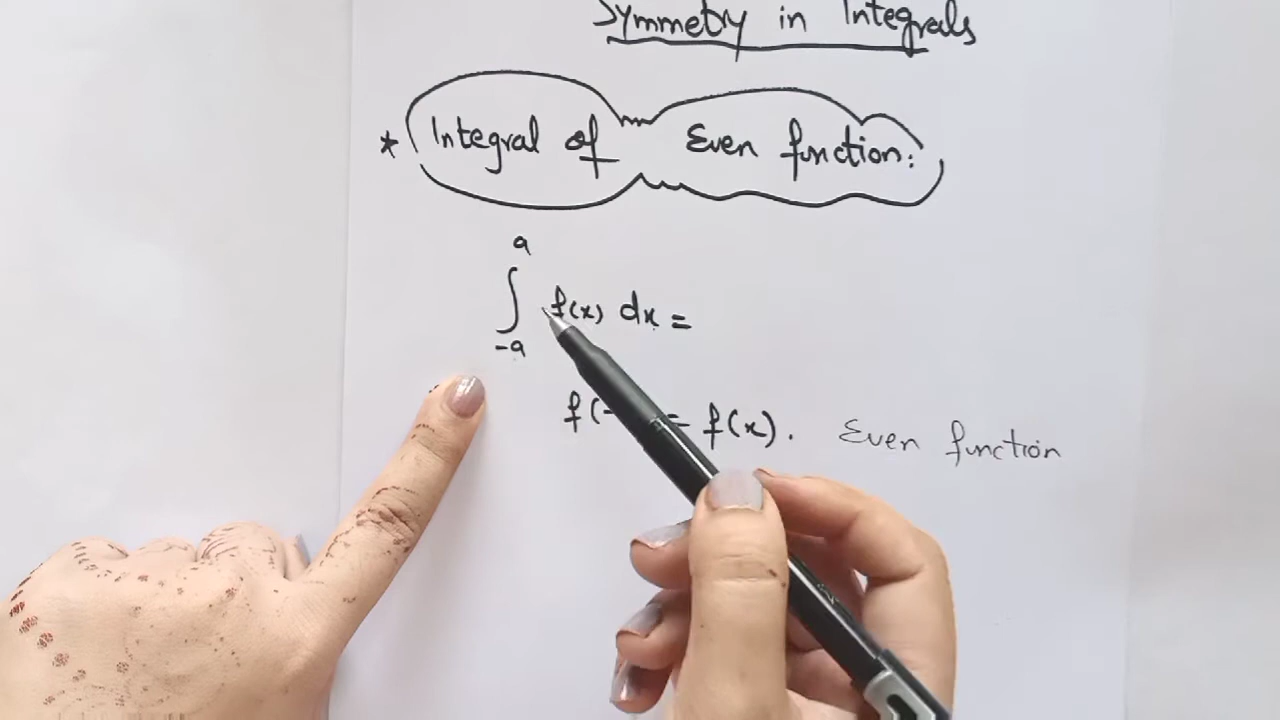 Symmetry in Integrals
* Integral of Even function:
a
∫ f(x) dx =
-a
f(- = f(x). Even function